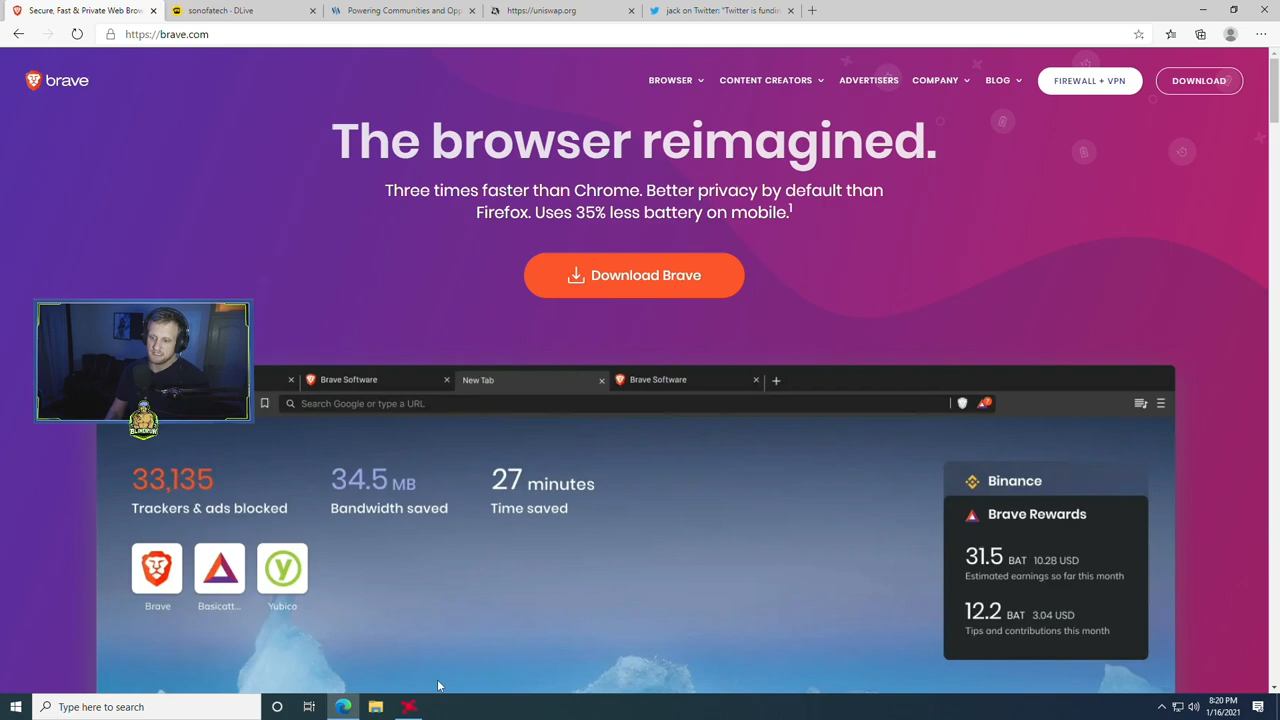 Secure, Fast & Private Web Brow
sonofatech - DLive
Powering Communities and Opp
https://uniswap.org
jack on Twitter: "Twitter is fundin
https://brave.com
brave
BROWSER
CONTENT CREATORS
ADVERTISERS
COMPANY
BLOG
FIREWALL + VPN
DOWNLOAD
The browser reimagined.
Three times faster than Chrome. Better privacy by default than
Firefox. Uses 35% less battery on mobile.1
Download Brave
Brave Software
New Tab
Brave Software
Search Google or type a URL
33,135
Trackers & ads blocked
34.5 MB
Bandwidth saved
27 minutes
Time saved
Binance
Brave Rewards
31.5 BAT 10.28 USD
Estimated earnings so far this month
12.2 BAT 3.04 USD
Tips and contributions this month
Brave
Basicatt...
Yubico
BLINDRUN
Type here to search
8:20 PM
1/16/2021